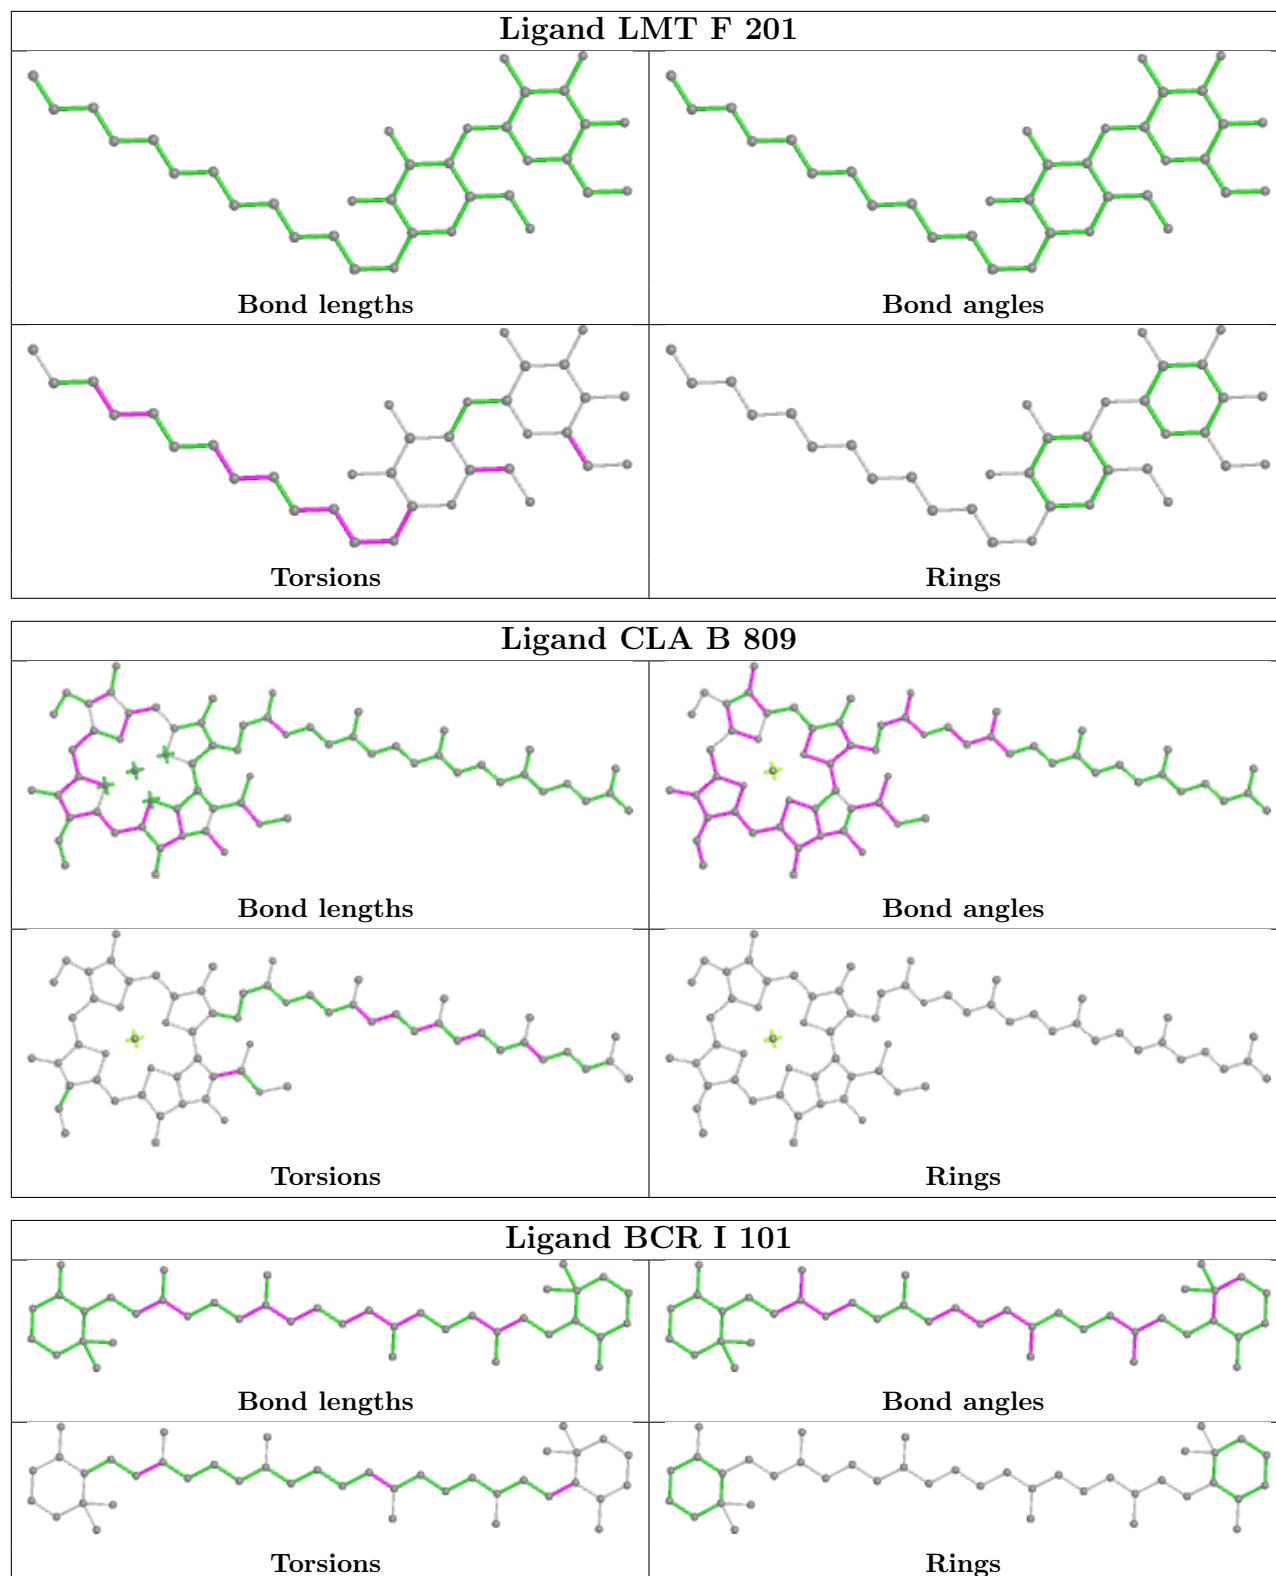 Ligand LMT F 201
Bond lengths
Bond angles
Torsions
Rings
Ligand CLA B 809
Bond lengths
Bond angles
Torsions
Rings
Ligand BCR I 101
Bond lengths
Bond angles
Torsions
Rings